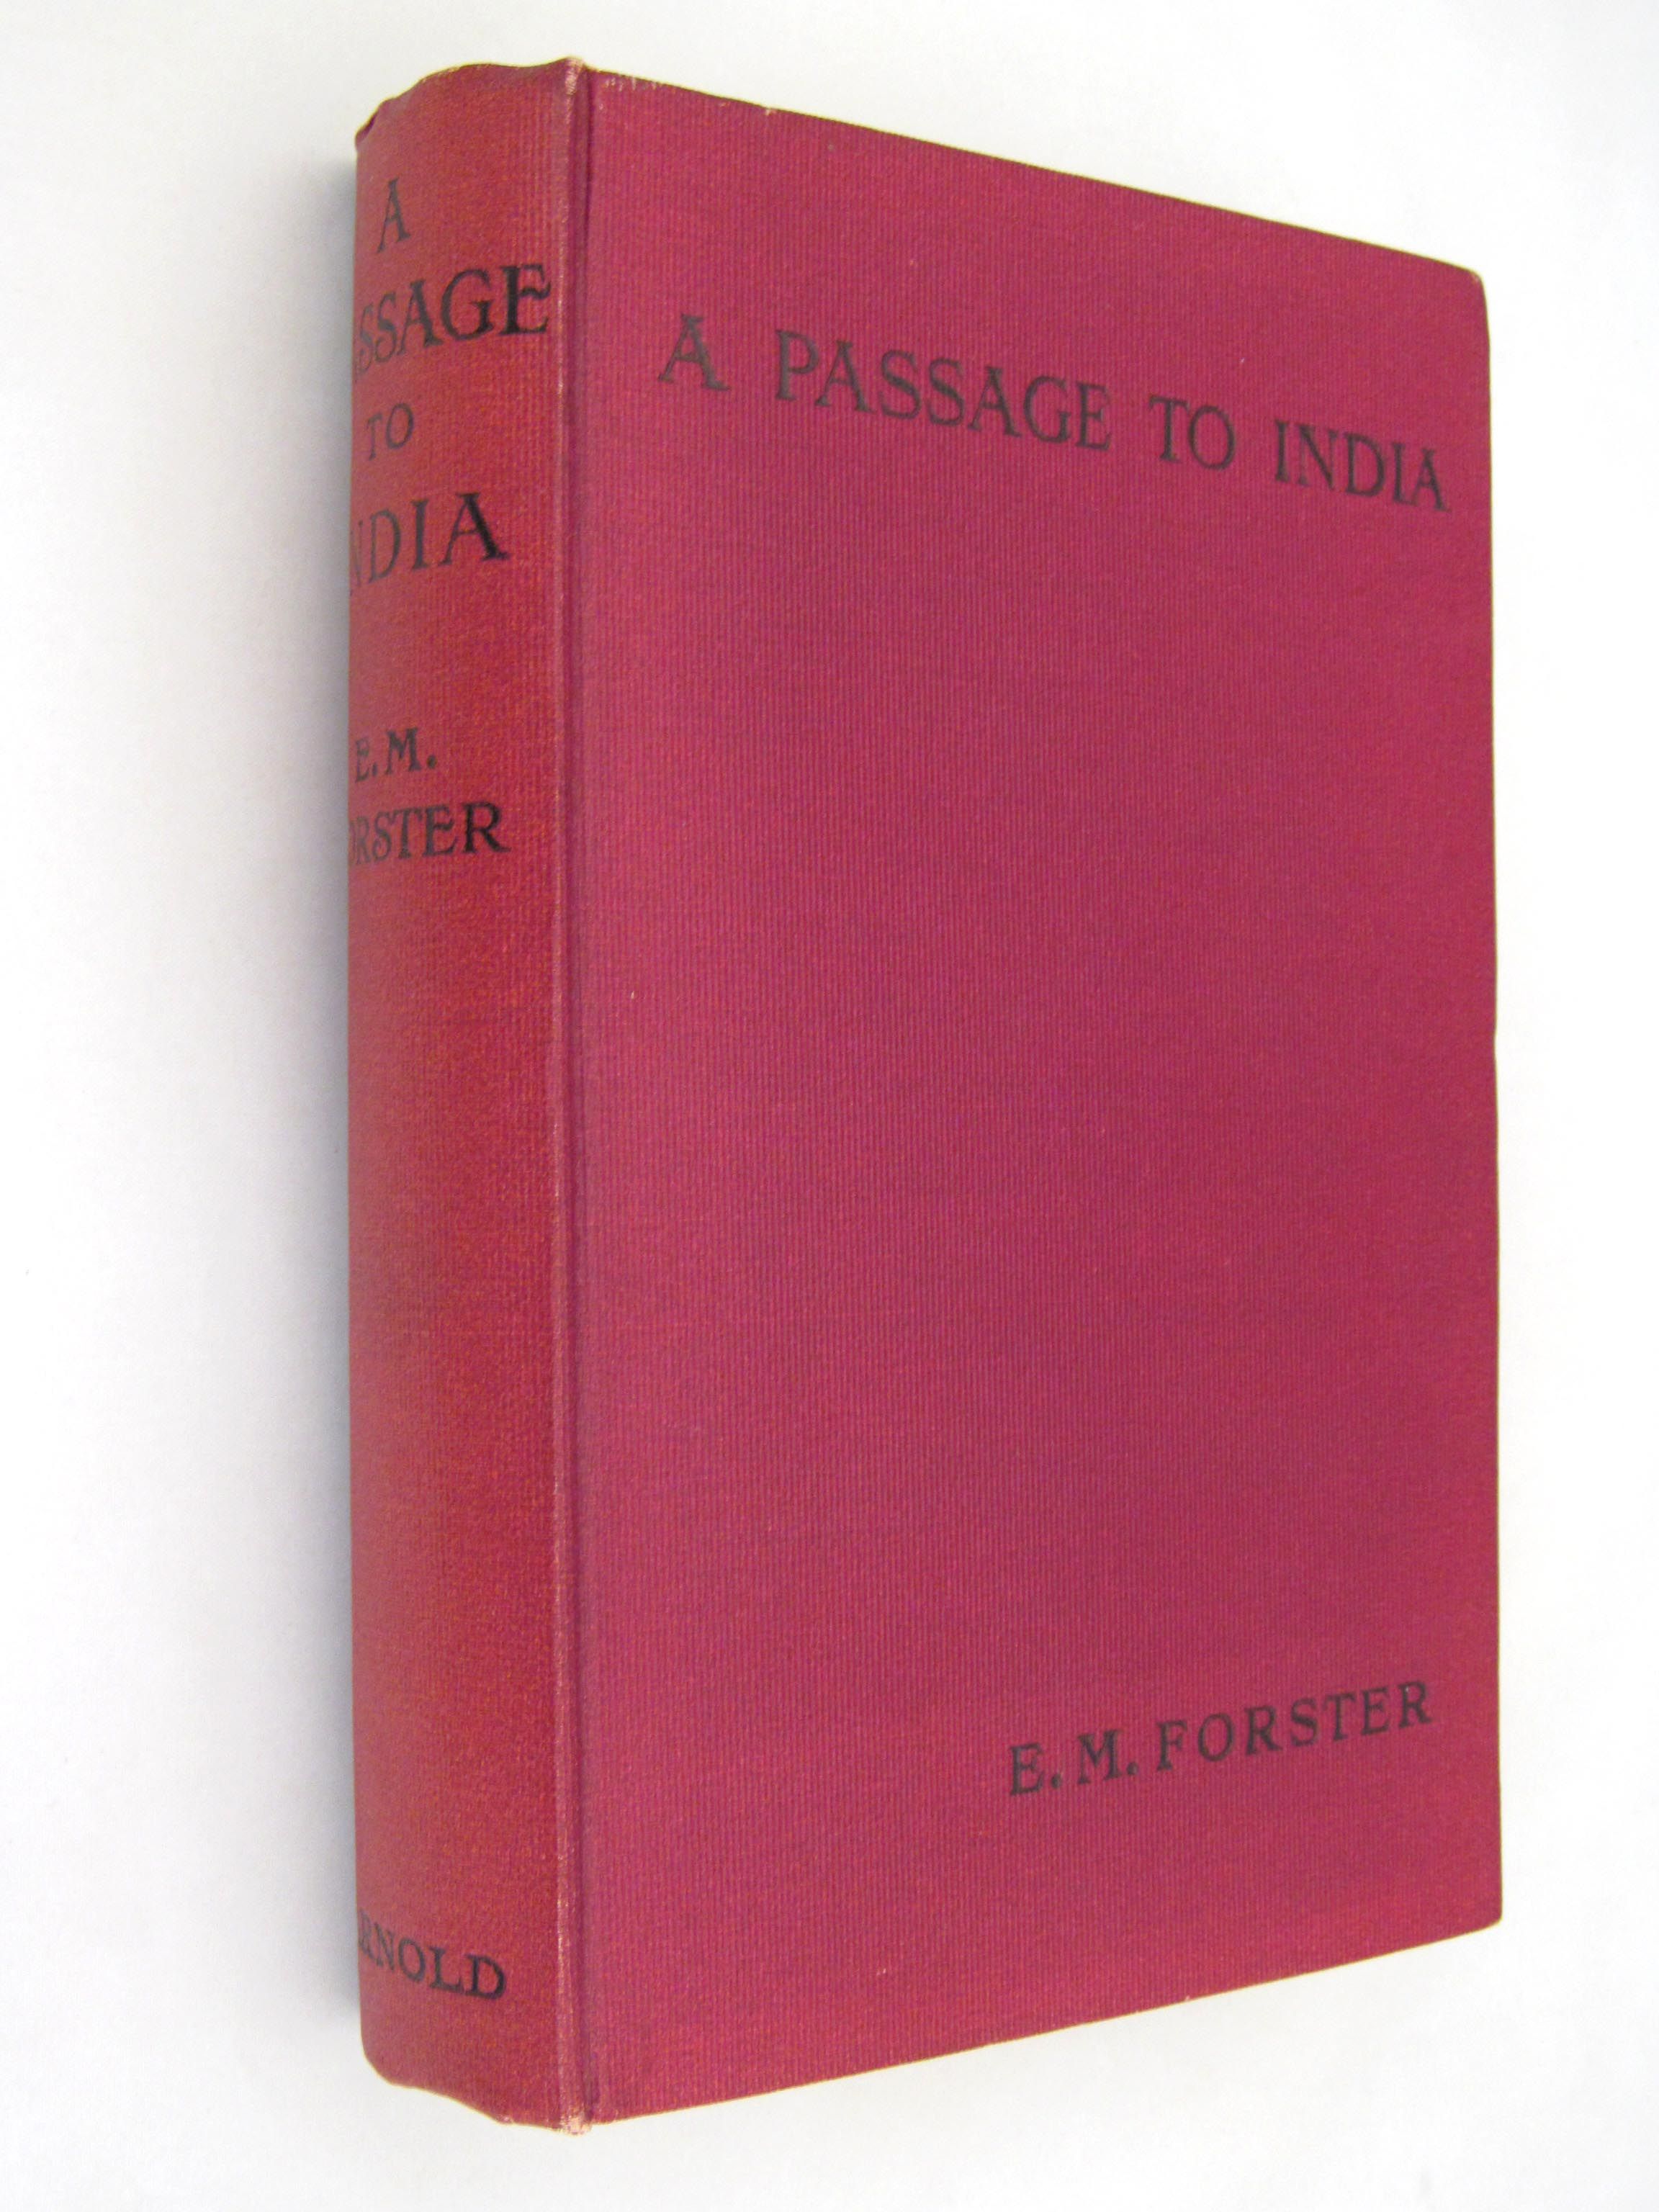 A
SSAGE
TO
NDIA
E. M.
ORSTER
RNOLD
A PASSAGE TO INDIA
E. M. FORSTER